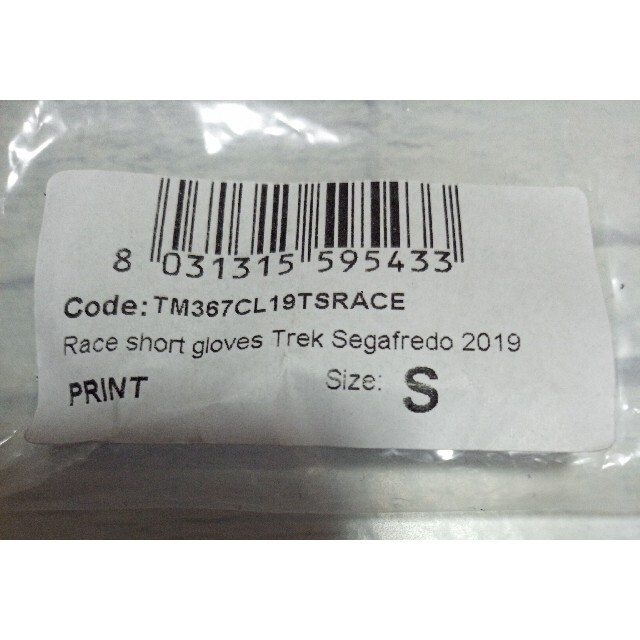 8 031315 595433
Code: TM367CL19TSRACE
Race short gloves Trek Segafredo 2019
PRINT Size: S